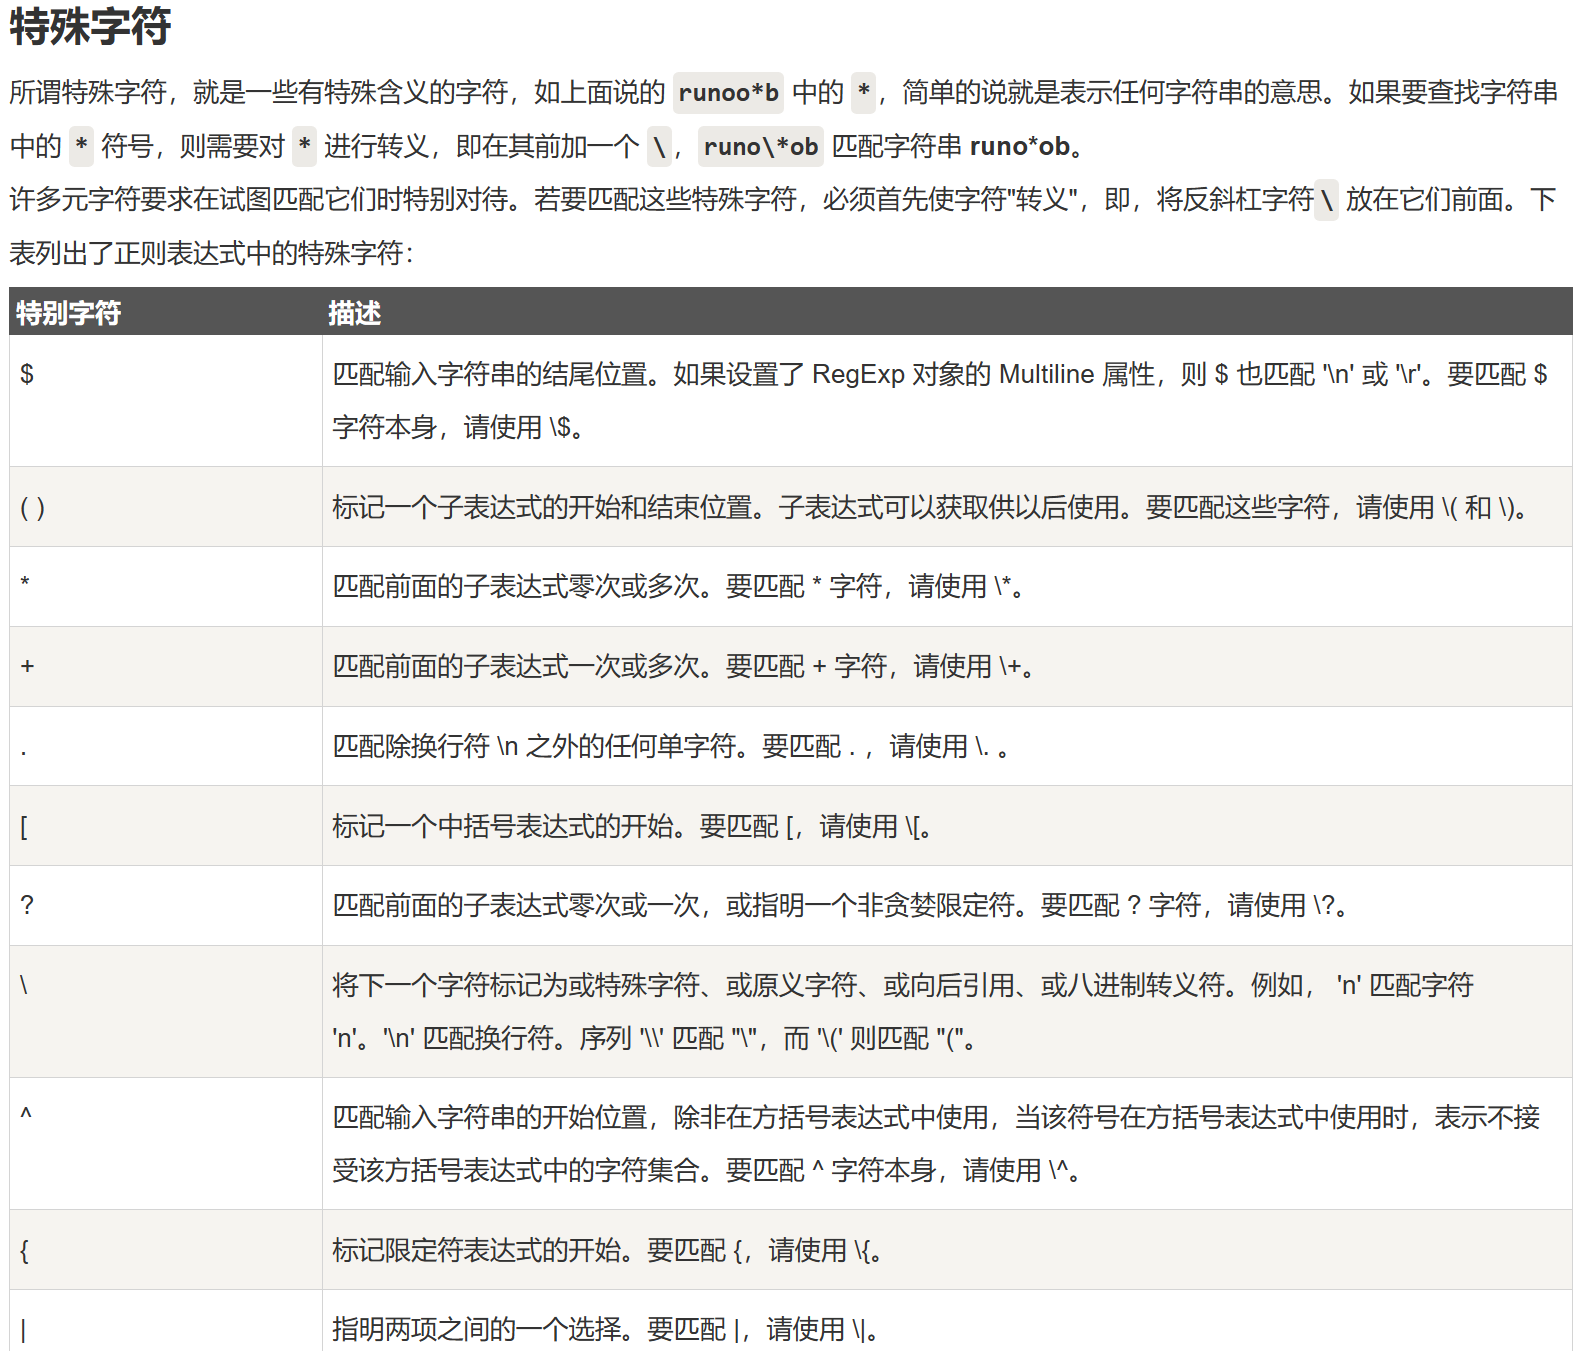 特殊字符
所谓特殊字符，就是一些有特殊含义的字符，如上面说的 runoo*b 中的 *，简单的说就是表示任何字符串的意思。如果要查找字符串
中的 * 符号，则需要对 * 进行转义，即在其前加一个 \，runo\*ob 匹配字符串 runo*ob。
许多元字符要求在试图匹配它们时特别对待。若要匹配这些特殊字符，必须首先使字符"转义"，即，将反斜杠字符\ 放在它们前面。下
表列出了正则表达式中的特殊字符：
特别字符 描述
$ 匹配输入字符串的结尾位置。如果设置了 RegExp 对象的 Multiline 属性，则 $ 也匹配 '\n' 或 '\r'。要匹配 $
字符本身，请使用 \$。
( ) 标记一个子表达式的开始和结束位置。子表达式可以获取供以后使用。要匹配这些字符，请使用 \( 和 \)。
* 匹配前面的子表达式零次或多次。要匹配 * 字符，请使用 \*。
+ 匹配前面的子表达式一次或多次。要匹配 + 字符，请使用 \+。
. 匹配除换行符 \n 之外的任何单字符。要匹配 . ，请使用 \. 。
[ 标记一个中括号表达式的开始。要匹配 [，请使用 \[。
? 匹配前面的子表达式零次或一次，或指明一个非贪婪限定符。要匹配 ? 字符，请使用 \?。
\ 将下一个字符标记为或特殊字符、或原义字符、或向后引用、或八进制转义符。例如， 'n' 匹配字符
'n'。'\n' 匹配换行符。序列 '\\' 匹配 "\"，而 '\(' 则匹配 "("。
^ 匹配输入字符串的开始位置，除非在方括号表达式中使用，当该符号在方括号表达式中使用时，表示不接
受该方括号表达式中的字符集合。要匹配 ^ 字符本身，请使用 \^。
{ 标记限定符表达式的开始。要匹配 {，请使用 \{。
| 指明两项之间的一个选择。要匹配 |，请使用 \|。